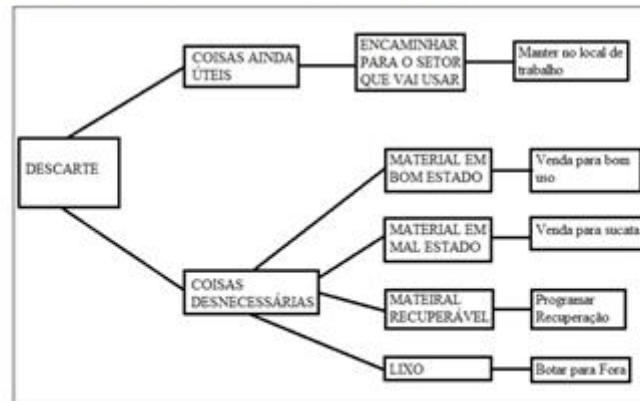 COISAS AINDA
ÚTEIS
ENCAMINHAR
PARA O SETOR
QUE VAI USAR
Manter no local de
trabalho
DESCARTE
MATERIAL EM
BOM ESTADO
Venda para bom
uso
MATERIAL EM
MAL ESTADO
Venda para sucata
COISAS
DESNECESSÁRIAS
MATEIRAL
RECUPERÁVEL
Programar
Recuperação
LIXO
Botar para Fora